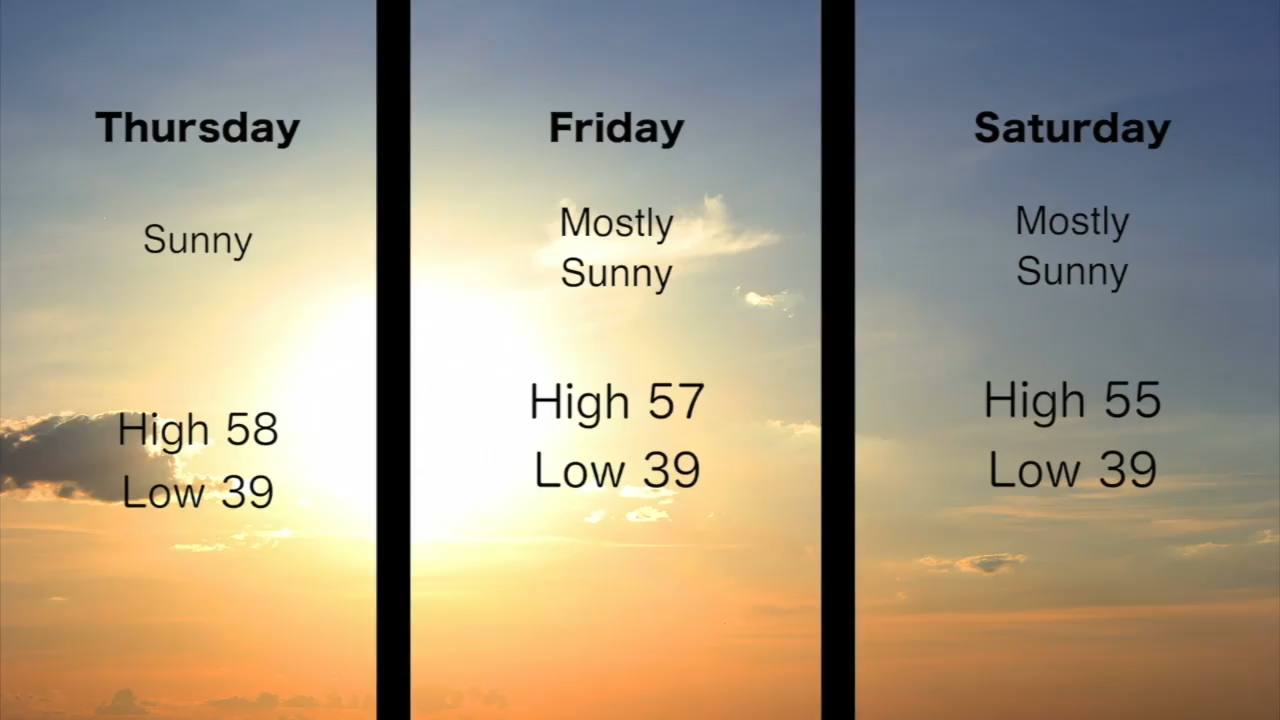 Thursday
Sunny
High 58
Low 39
Friday
Mostly
Sunny
High 57
Low 39
Saturday
Mostly
Sunny
High 55
Low 39